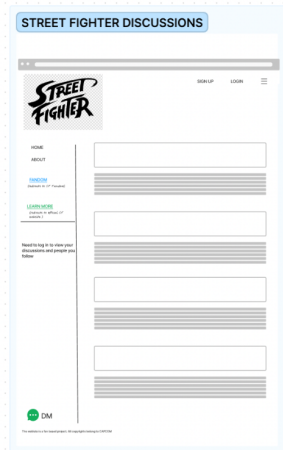 STREET FIGHTER DISCUSSIONS
STREET
FIGHTER
SIGN UP
LOGIN
HOME
ABOUT
FANDOM
LEARN MORE
Need to log in to view your
discussions and people you
follow
DM